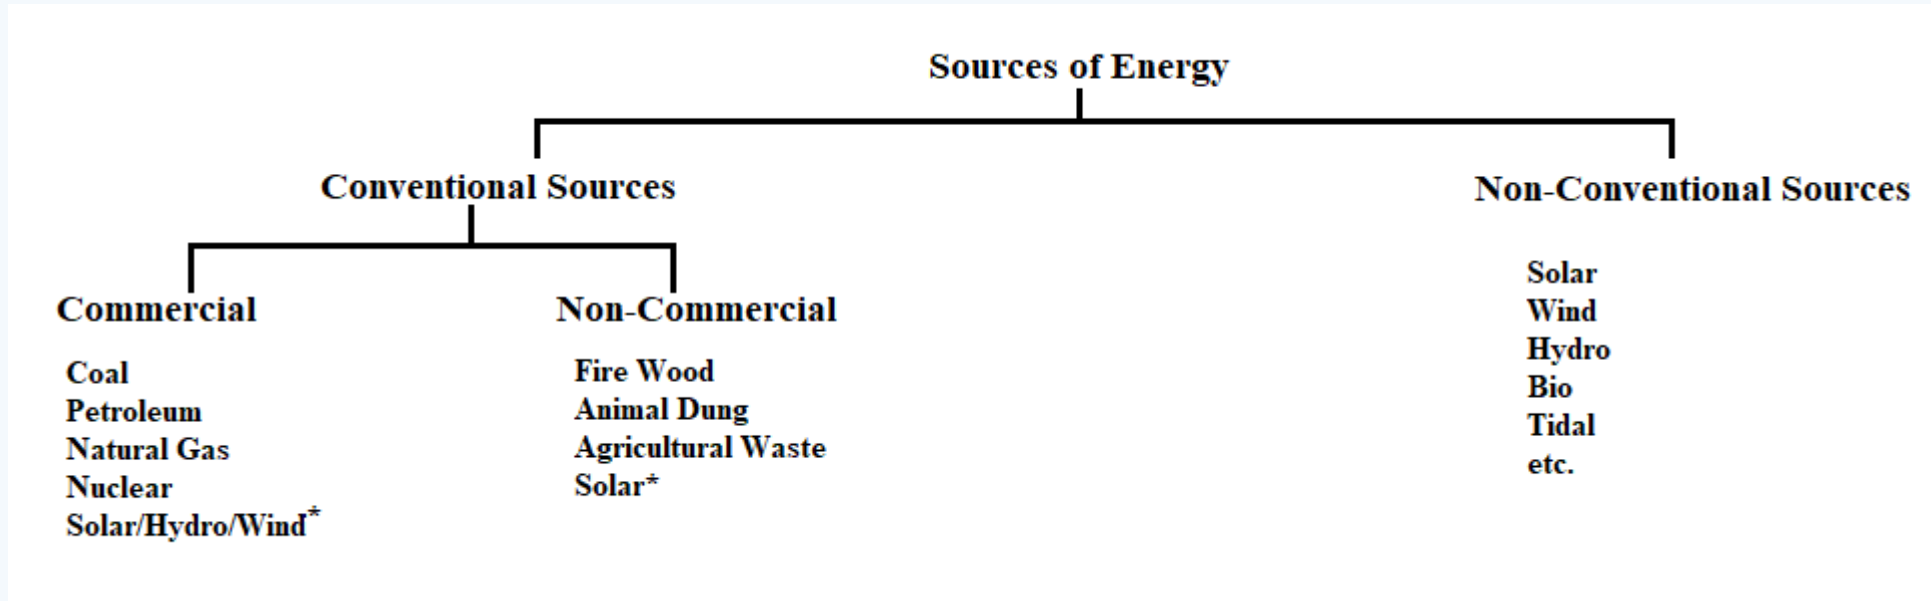 Sources of Energy
Conventional Sources
Non-Conventional Sources
Commercial
Coal
Petroleum
Natural Gas
Nuclear
Solar/Hydro/Wind*
Non-Commercial
Fire Wood
Animal Dung
Agricultural Waste
Solar*
Solar
Wind
Hydro
Bio
Tidal
etc.